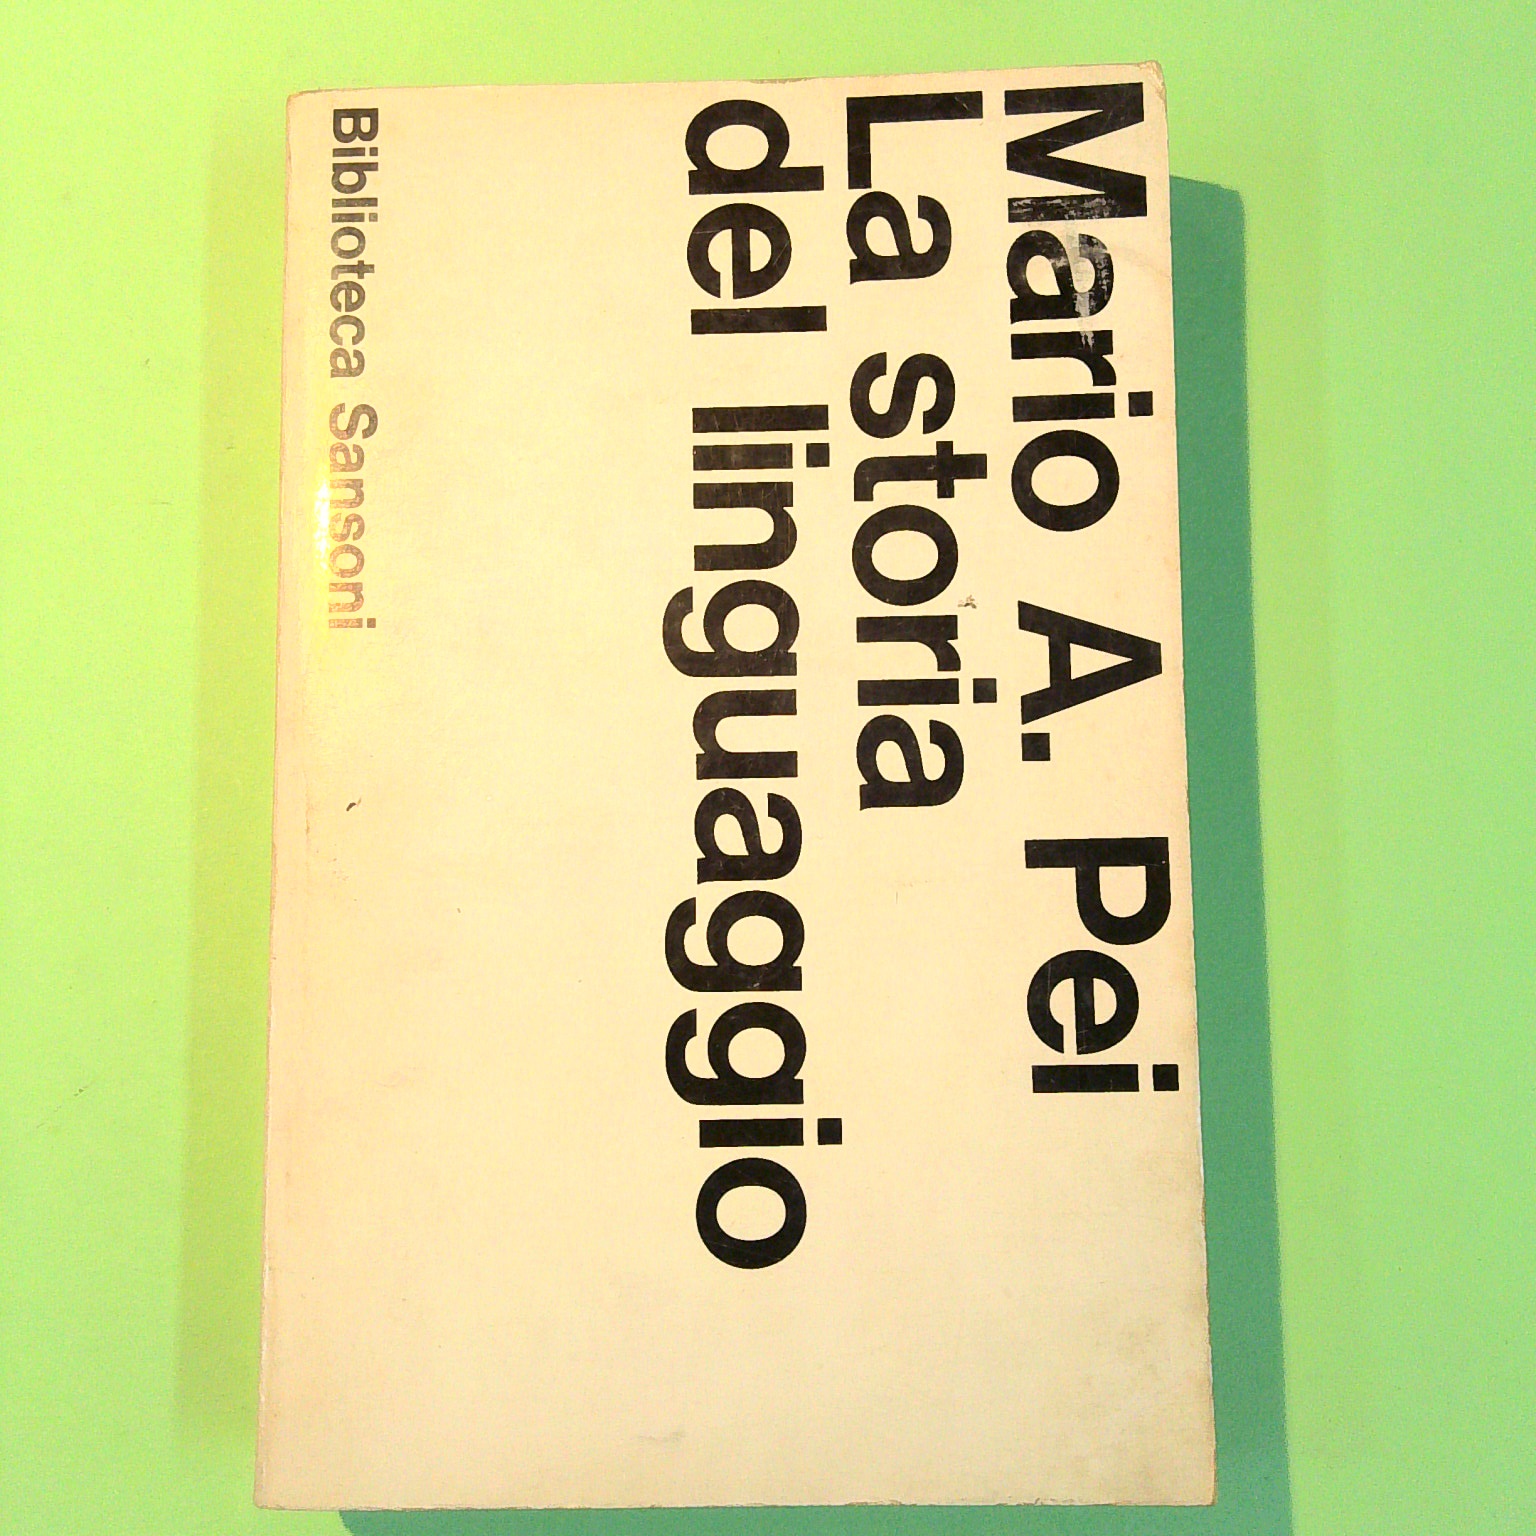 Mario A. Pei
La storia
del linguaggio
Biblioteca Sansoni